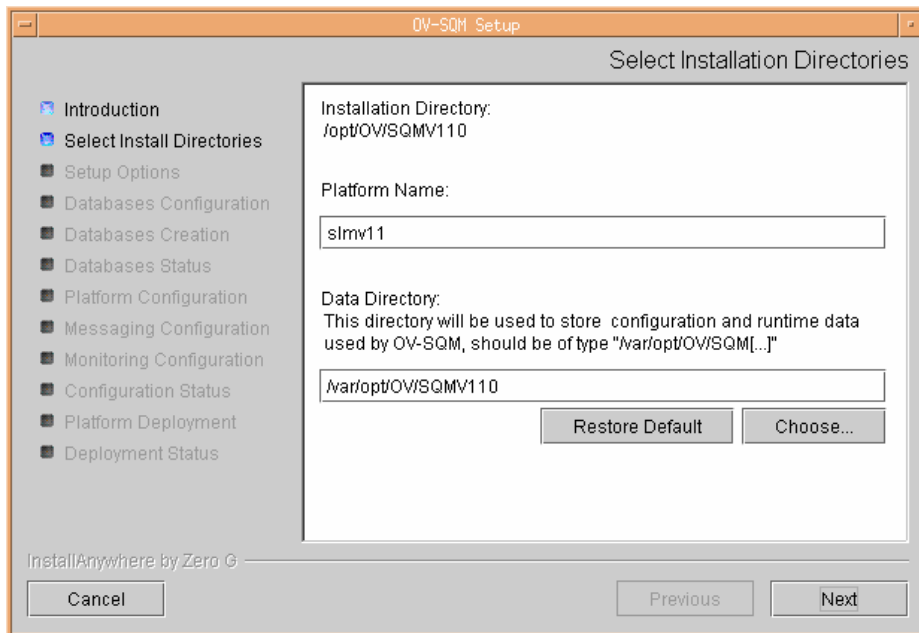 OV-SQM Setup
Select Installation Directories
Introduction
Select Install Directories
Setup Options
Databases Configuration
Databases Creation
Databases Status
Platform Configuration
Messaging Configuration
Monitoring Configuration
Configuration Status
Platform Deployment
Deployment Status
Installation Directory:
/opt/OV/SQMV110
Platform Name:
slmv11
Data Directory:
This directory will be used to store configuration and runtime data
used by OV-SQM, should be of type "/var/opt/OV/SQM[...]"
/var/opt/OV/SQMV110
Restore Default
Choose...
InstallAnywhere by Zero G
Cancel
Previous
Next